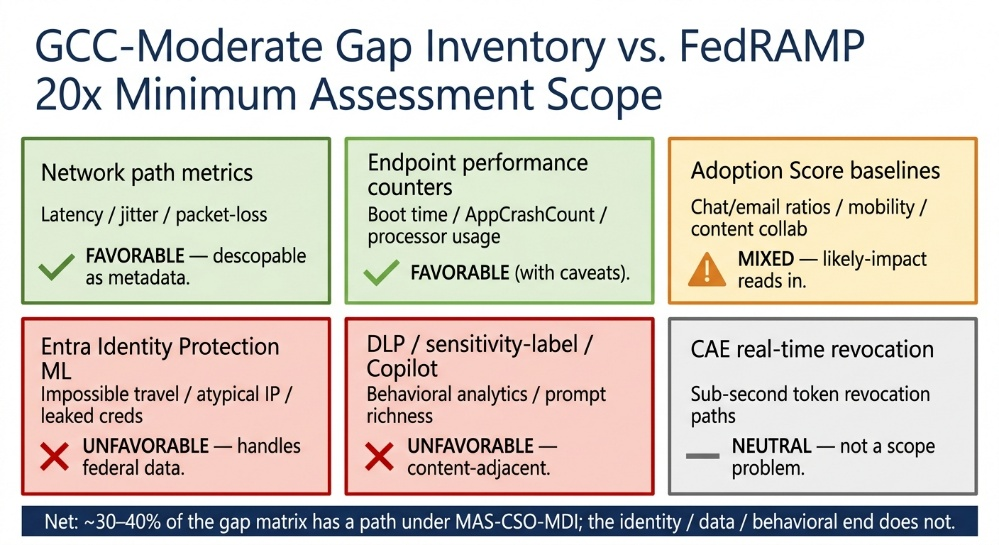 GCC-Moderate Gap Inventory vs. FedRAMP
20x Minimum Assessment Scope
Network path metrics
Latency / jitter / packet-loss
FAVORABLE — descopable
as metadata.
Endpoint performance
counters
Boot time / AppCrashCount /
processor usage
FAVORABLE (with caveats).
Adoption Score baselines
Chat/email ratios / mobility /
content collab
MIXED — likely-impact
reads in.
Entra Identity Protection
ML
Impossible travel / atypical IP /
leaked creds
UNFAVORABLE — handles
federal data.
DLP / sensitivity-label /
Copilot
Behavioral analytics / prompt
richness
UNFAVORABLE —
content-adjacent.
CAE real-time revocation
Sub-second token revocation
paths
NEUTRAL — not a scope
problem.
Net: ~30–40% of the gap matrix has a path under MAS-CSO-MDI; the identity / data / behavioral end does not.